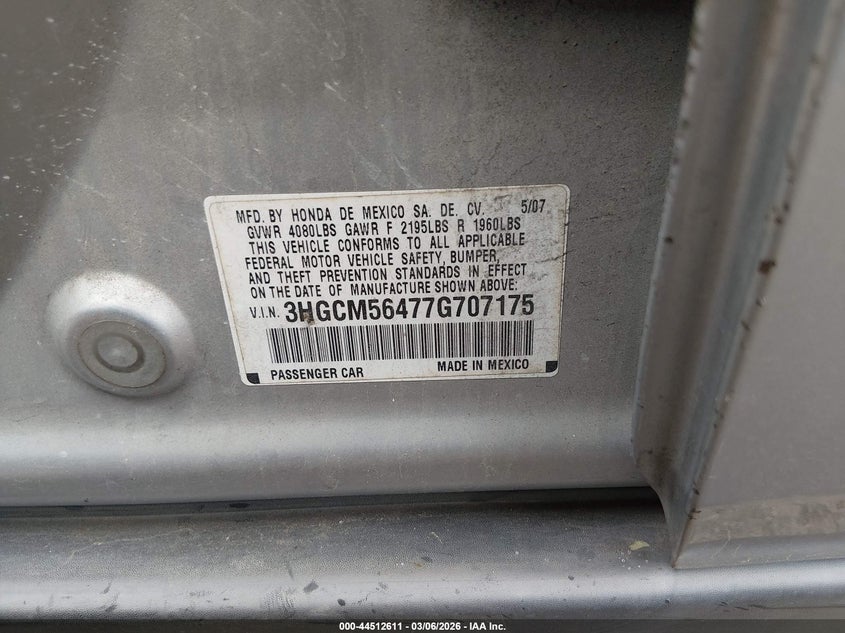 MFD. BY HONDA DE MEXICO SA. DE. CV. 5/07
GVWR 4080LBS GAWR F 2195LBS R 1960LBS
THIS VEHICLE CONFORMS TO ALL APPLICABLE
FEDERAL MOTOR VEHICLE SAFETY, BUMPER,
AND THEFT PREVENTION STANDARDS IN EFFECT
ON THE DATE OF MANUFACTURE SHOWN ABOVE.
V.I.N. 3HGCM56477G707175
PASSENGER CAR MADE IN MEXICO
000-44512611 - 03/06/2026 - IAA Inc.